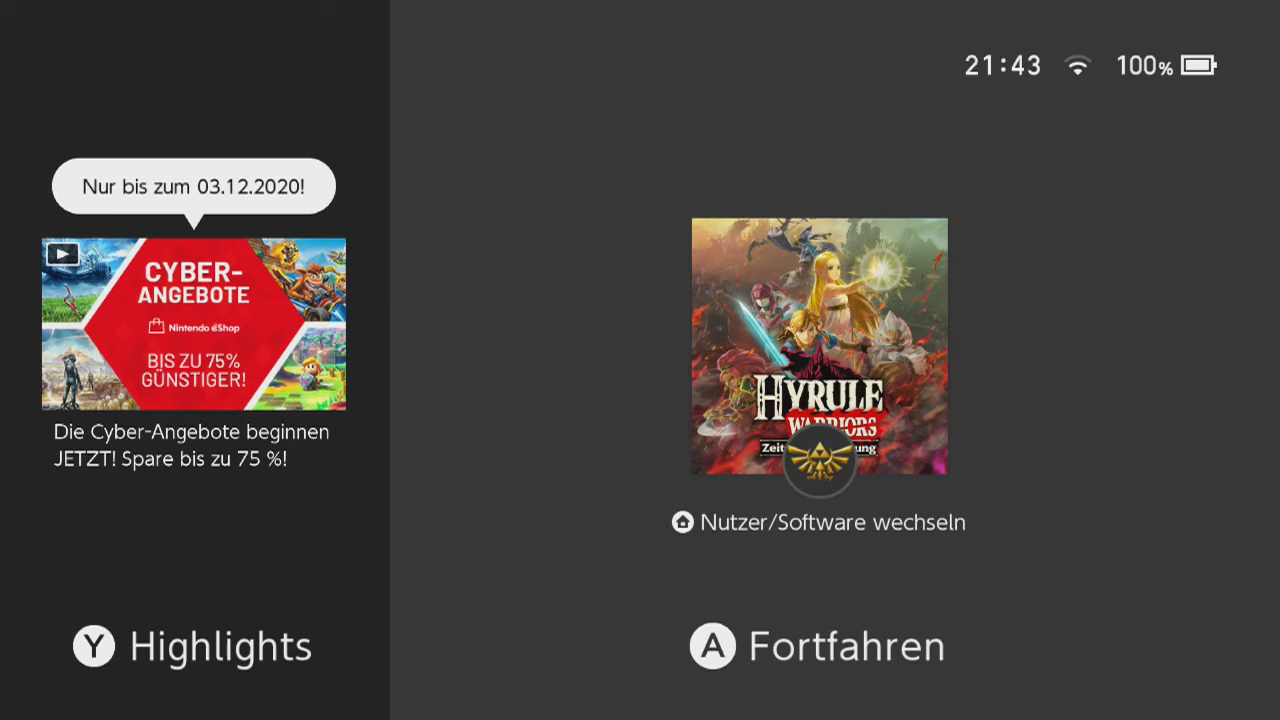 21:43 100%
Nur bis zum 03.12.2020!
CYBER-
ANGEBOTE
Nintendo eShop
BIS ZU 75%
GÜNSTIGER!
Die Cyber-Angebote beginnen
JETZT! Spare bis zu 75 %!
HYRULE
WARRIORS
Nutzer/Software wechseln
Y Highlights
A Fortfahren